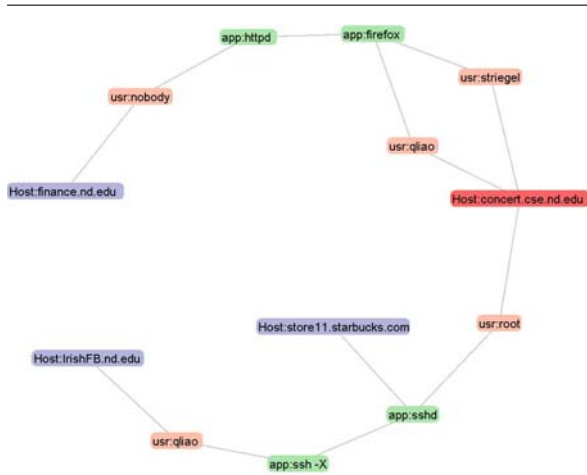 app:httpd
app:firefox
usr:striegel
usr:nobody
usr:qliao
Host:finance.nd.edu
Host:concert.cse.nd.edu
Host:store11.starbucks.com
usr:root
Host:IrishFB.nd.edu
app:sshd
usr:qliao
app:ssh -X